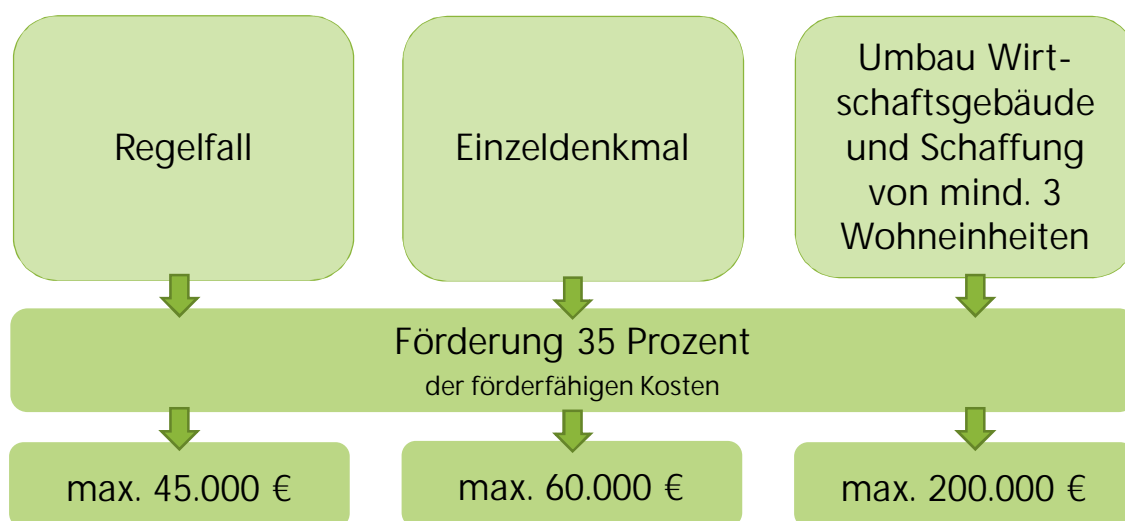 Regelfall
Einzeldenkmal
Umbau Wirt-
schaftsgebäude
und Schaffung
von mind. 3
Wohneinheiten
Förderung 35 Prozent
der förderfähigen Kosten
max. 45.000 €
max. 60.000 €
max. 200.000 €